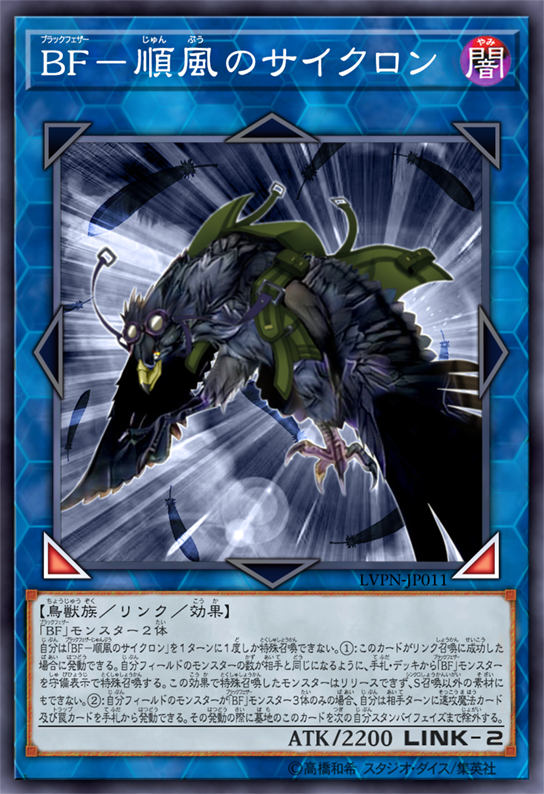 BF－順風のサイクロン
闇
LVPN-JP011
【鳥獣族／リンク／効果】
「BF」モンスター２体
自分は「BF－順風のサイクロン」を１ターンに１度しか特殊召喚できない。①：このカードがリンク召喚に成功した
場合に発動できる。自分フィールドのモンスターの数が相手と同じになるように、手札・デッキから「BF」モンスター
を守備表示で特殊召喚する。この効果で特殊召喚したモンスターはリリースできず、S召喚以外の素材に
もできない。②：自分フィールドのモンスターが「BF」モンスター３体のみの場合、自分は相手ターンに速攻魔法カード
及び罠カードを手札から発動できる。その発動の際に墓地のこのカードを次の自分スタンバイフェイズまで除外する。
ATK/2200 LINK-2
©高橋和希 スタジオ・ダイス/集英社